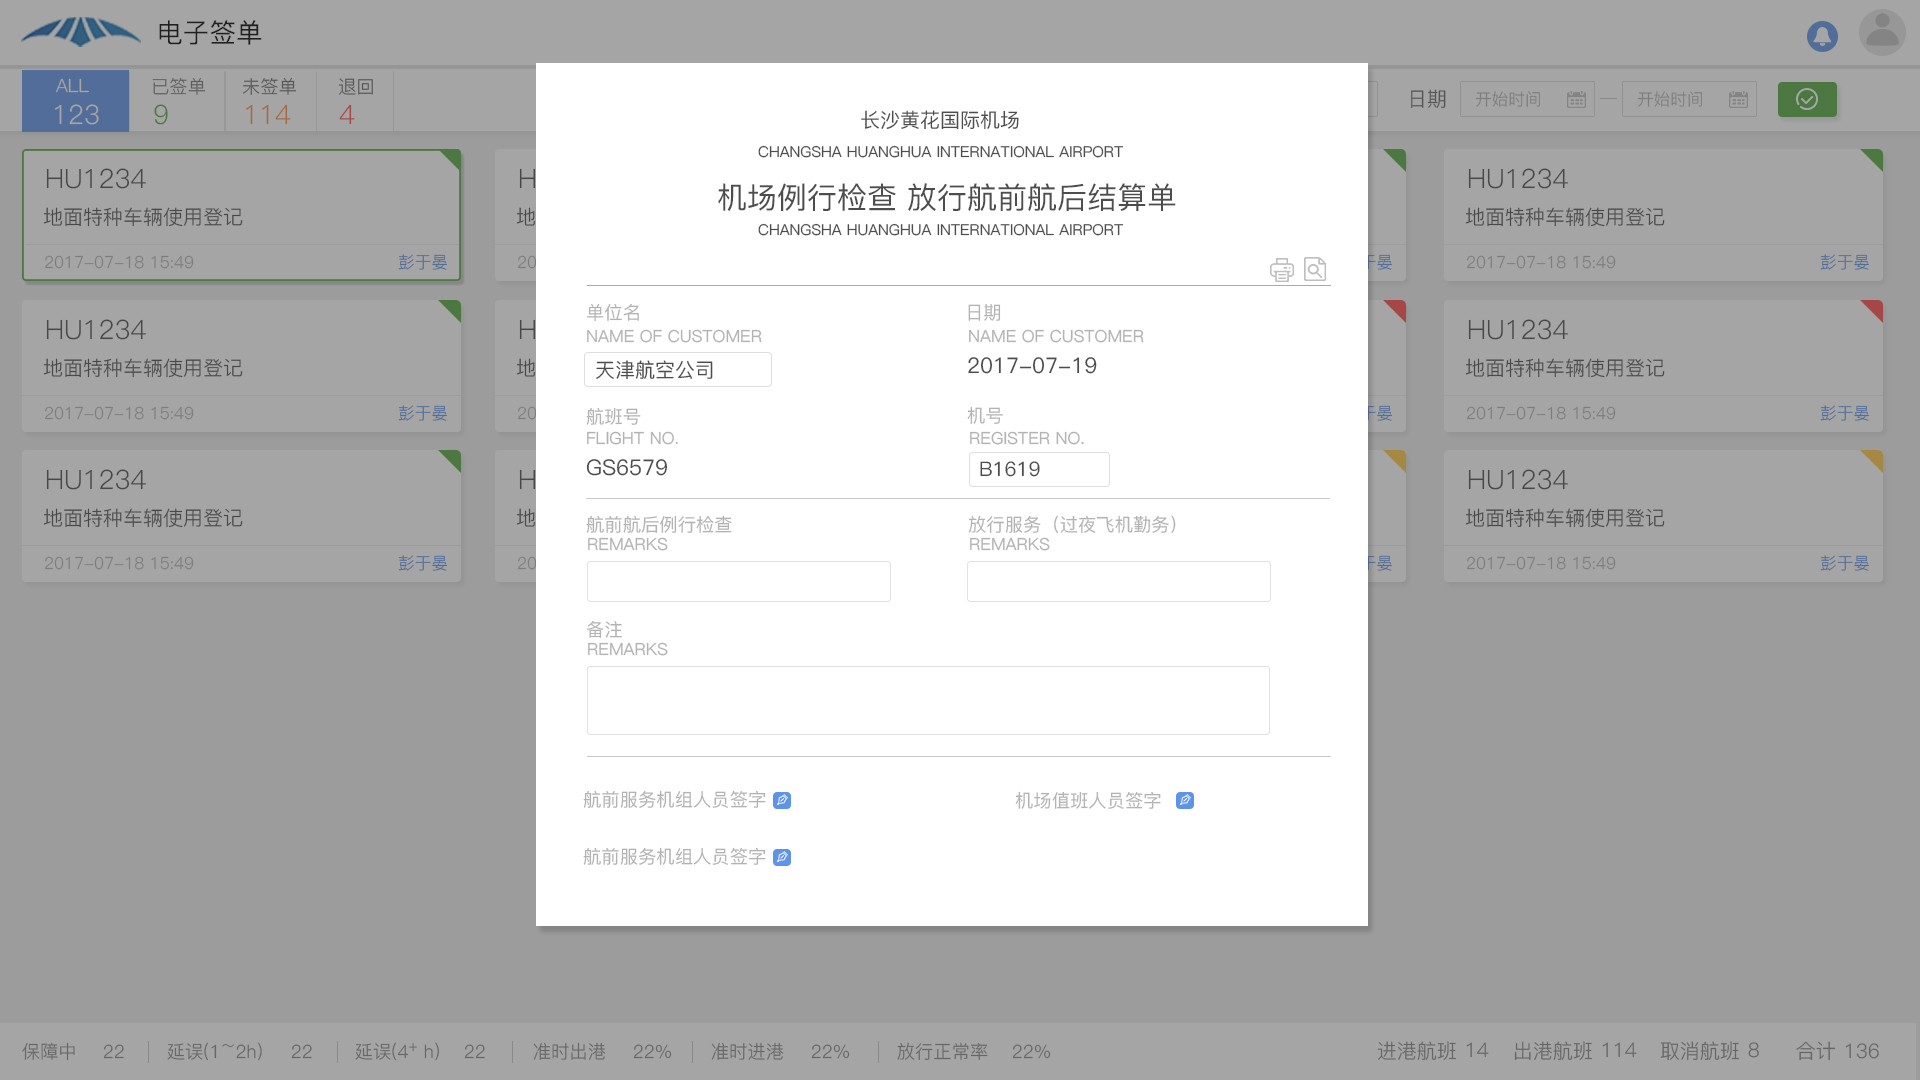 电子签单
ALL
123
已签单
9
未签单
114
退回
4
日期
开始时间
开始时间
HU1234
地面特种车辆使用登记
2017-07-18 15:49
彭于晏
H
地
20
于晏
HU1234
地面特种车辆使用登记
2017-07-18 15:49
彭于晏
HU1234
地面特种车辆使用登记
2017-07-18 15:49
彭于晏
H
地
20
于晏
HU1234
地面特种车辆使用登记
2017-07-18 15:49
彭于晏
HU1234
地面特种车辆使用登记
2017-07-18 15:49
彭于晏
H
地
20
于晏
HU1234
地面特种车辆使用登记
2017-07-18 15:49
彭于晏
长沙黄花国际机场
CHANGSHA HUANGHUA INTERNATIONAL AIRPORT
机场例行检查 放行航前航后结算单
CHANGSHA HUANGHUA INTERNATIONAL AIRPORT
单位名
NAME OF CUSTOMER
天津航空公司
日期
NAME OF CUSTOMER
2017-07-19
航班号
FLIGHT NO.
GS6579
机号
REGISTER NO.
B1619
航前航后例行检查
REMARKS
放行服务（过夜飞机勤务）
REMARKS
备注
REMARKS
航前服务机组人员签字
机场值班人员签字
航前服务机组人员签字
保障中 22
延误(1~2h) 22
延误(4+ h) 22
准时出港 22%
准时进港 22%
放行正常率 22%
进港航班 14
出港航班 114
取消航班 8
合计 136